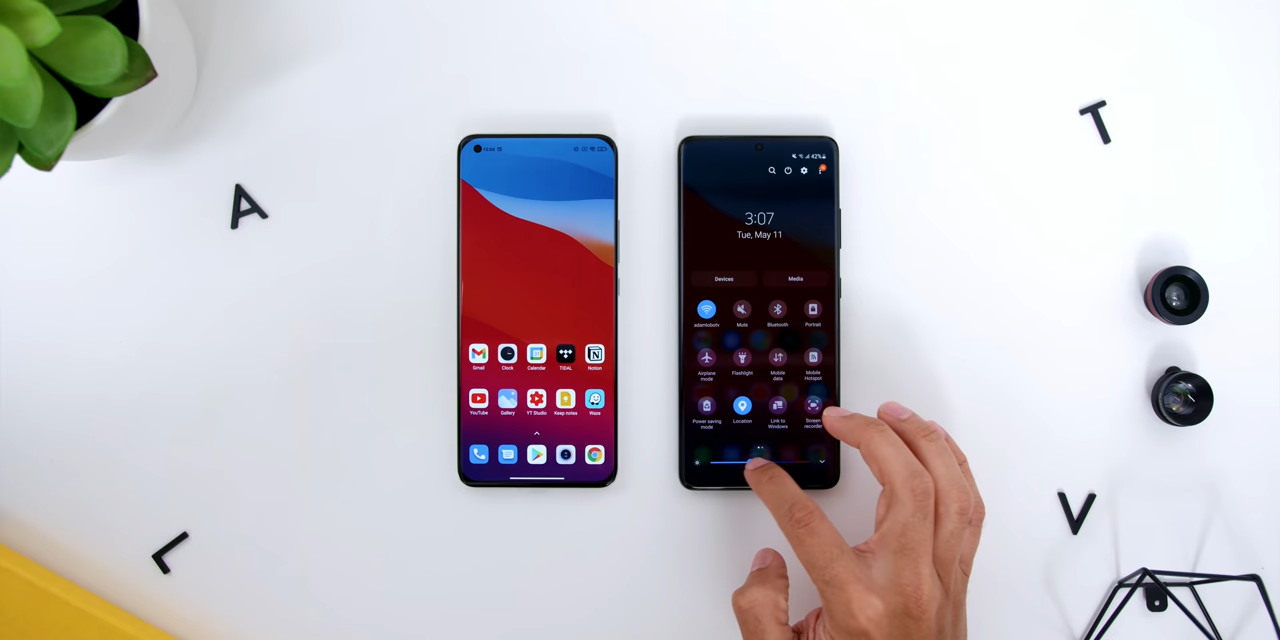 A
T
L
V
Gmail
Clock
Calendar
TIDAL
Notion
YouTube
Gallery
YT Studio
Keep notes
Waze
42%
3:07
Tue, May 11
Devices
Media
adamlobotv
Mute
Bluetooth
Portrait
Airplane
mode
Flashlight
Mobile
data
Mobile
Hotspot
Power saving
mode
Location
Link to
Windows
Screen
recorder